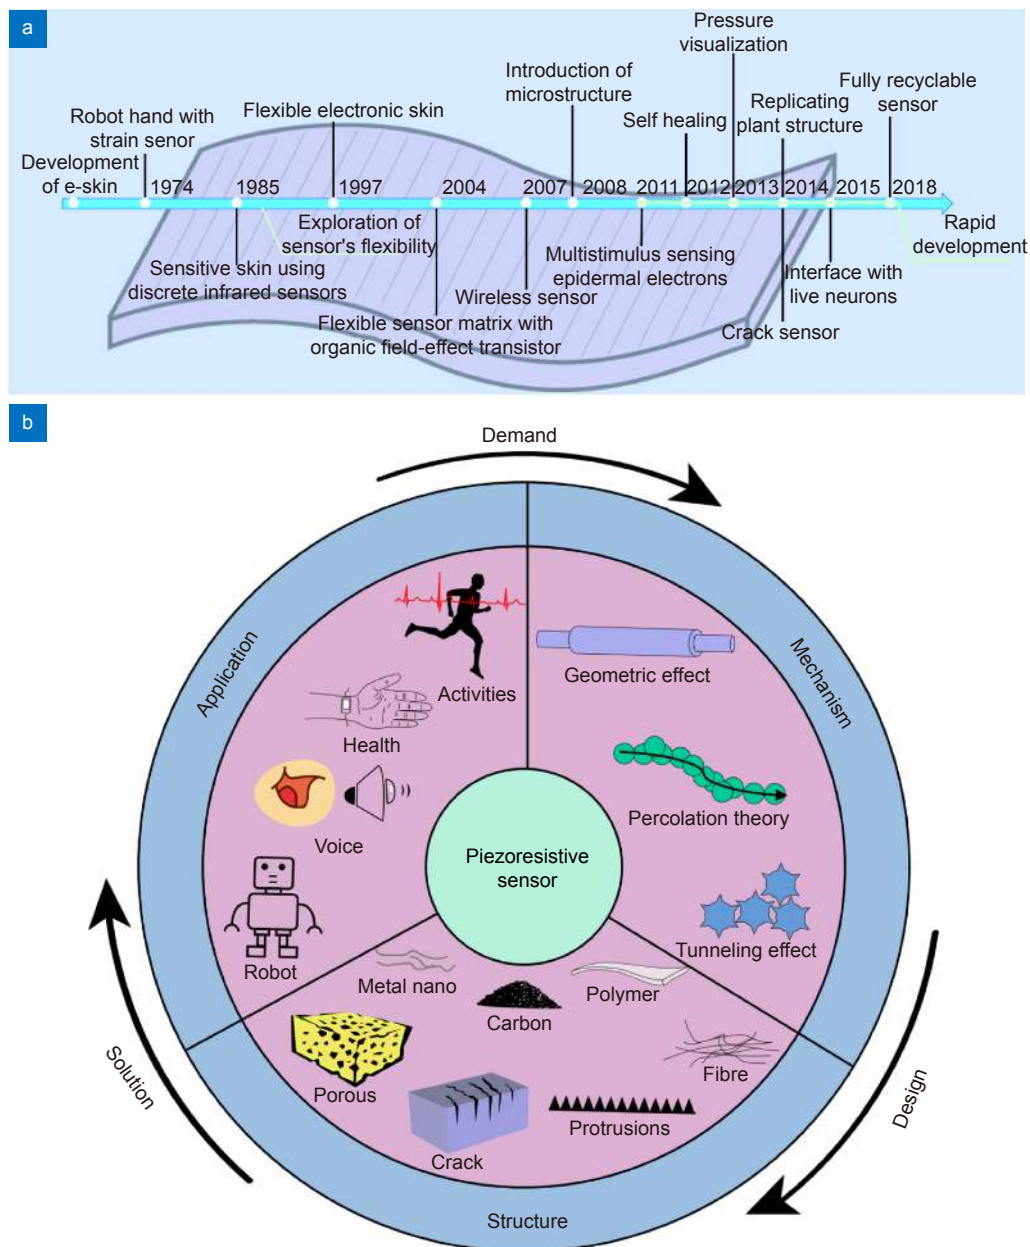 a
Pressure
visualization
Introduction of
microstructure
Fully recyclable
sensor
Robot hand with
strain senor
Flexible electronic skin
Self healing
Replicating
plant structure
Development
of e-skin
1974
1985
1997
2004
2007
2008
2011
2012
2013
2014
2015
2018
Exploration of
sensor's flexibility
Rapid
development
Sensitive skin using
discrete infrared sensors
Multistimulus sensing
epidermal electrons
Interface with
live neurons
Wireless sensor
Flexible sensor matrix with
organic field-effect transistor
Crack sensor
b
Demand
Application
Mechanism
Activities
Geometric effect
Health
Percolation theory
Voice
Piezoresistive
sensor
Tunneling effect
Robot
Metal nano
Polymer
Carbon
Fibre
Porous
Protrusions
Crack
Solution
Design
Structure